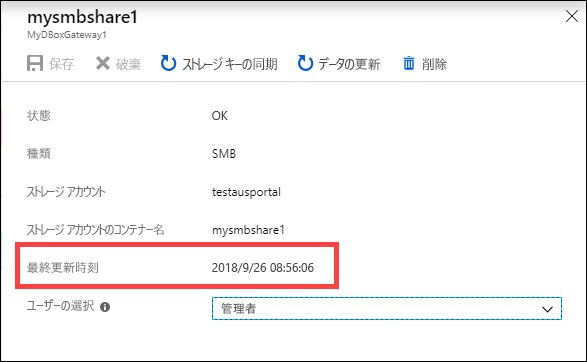 mysmbshare1
MyDBoxGateway1
保存 破棄 ストレージ キーの同期 データの更新 削除
状態 OK
種類 SMB
ストレージ アカウント testausportal
ストレージ アカウントのコンテナー名 mysmbshare1
最終更新時刻 2018/9/26 08:56:06
ユーザーの選択 管理者